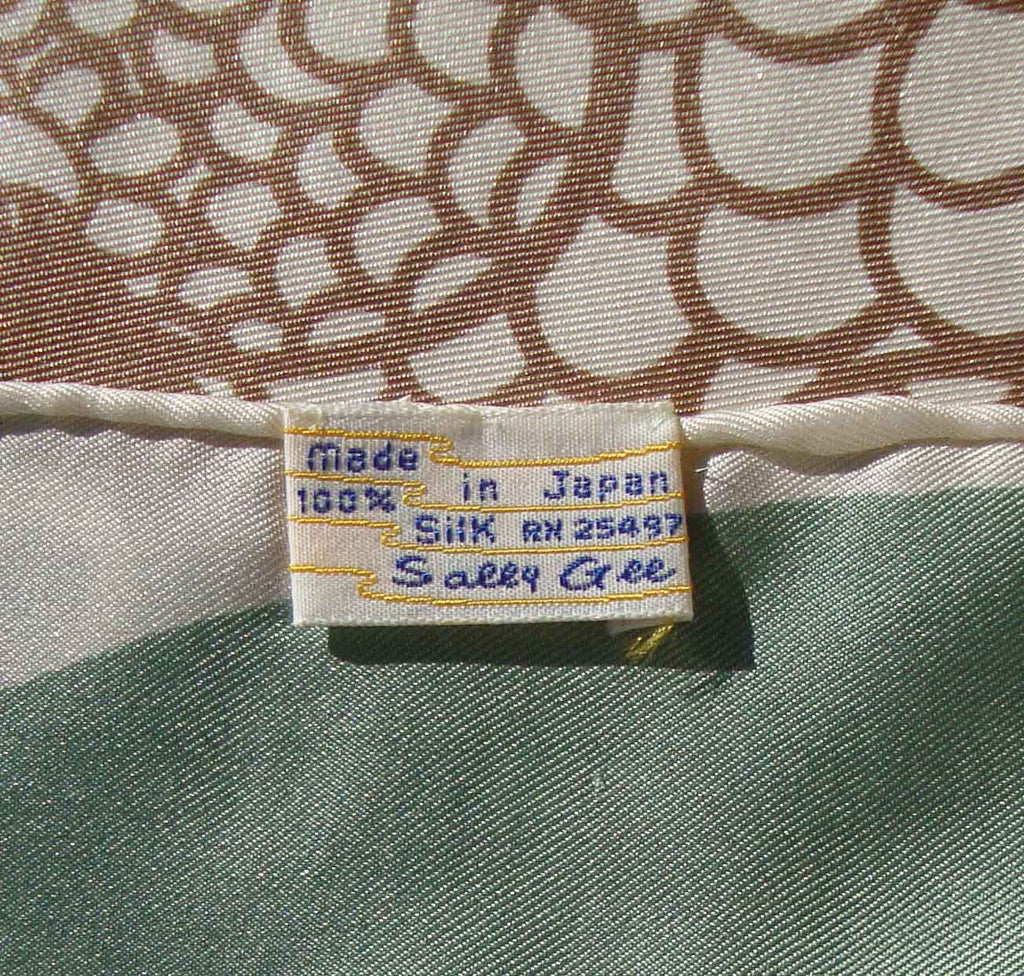 Made in Japan
100% Silk RN 25497
Sally Gee